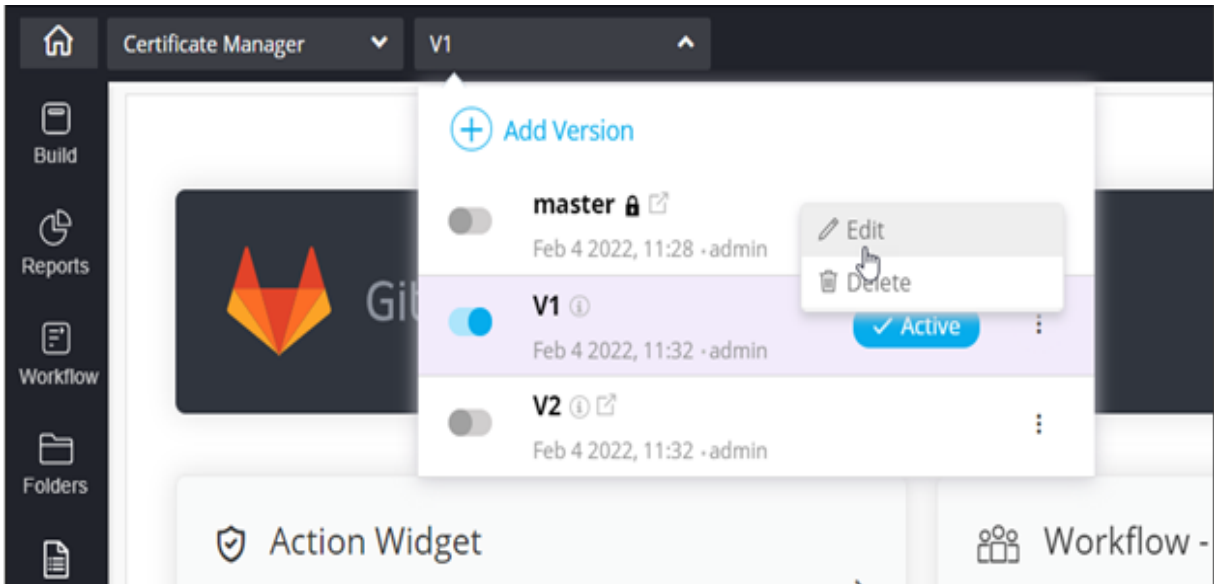 Certificate Manager
V1
Build
Reports
Workflow
Folders
Add Version
master
Feb 4 2022, 11:28 • admin
Edit
Delete
V1
Feb 4 2022, 11:32 • admin
Active
V2
Feb 4 2022, 11:32 • admin
Git
Action Widget
Workflow -